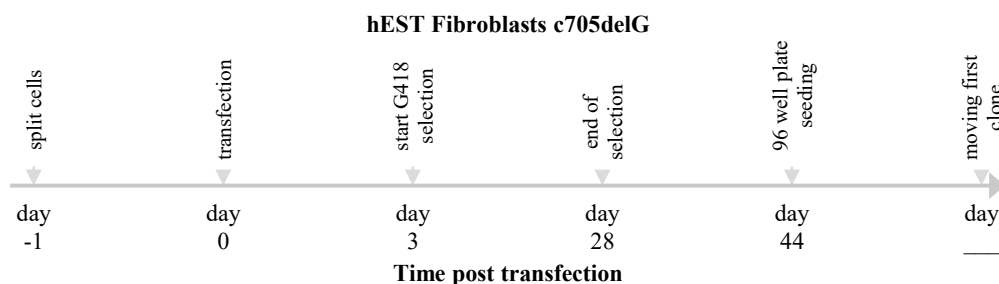 hEST Fibroblasts c705delG
split cells
transfection
start G418
selection
end of
selection
96 well plate
seeding
moving first
clone
day day day day day day
-1 0 3 28 44 ___
Time post transfection